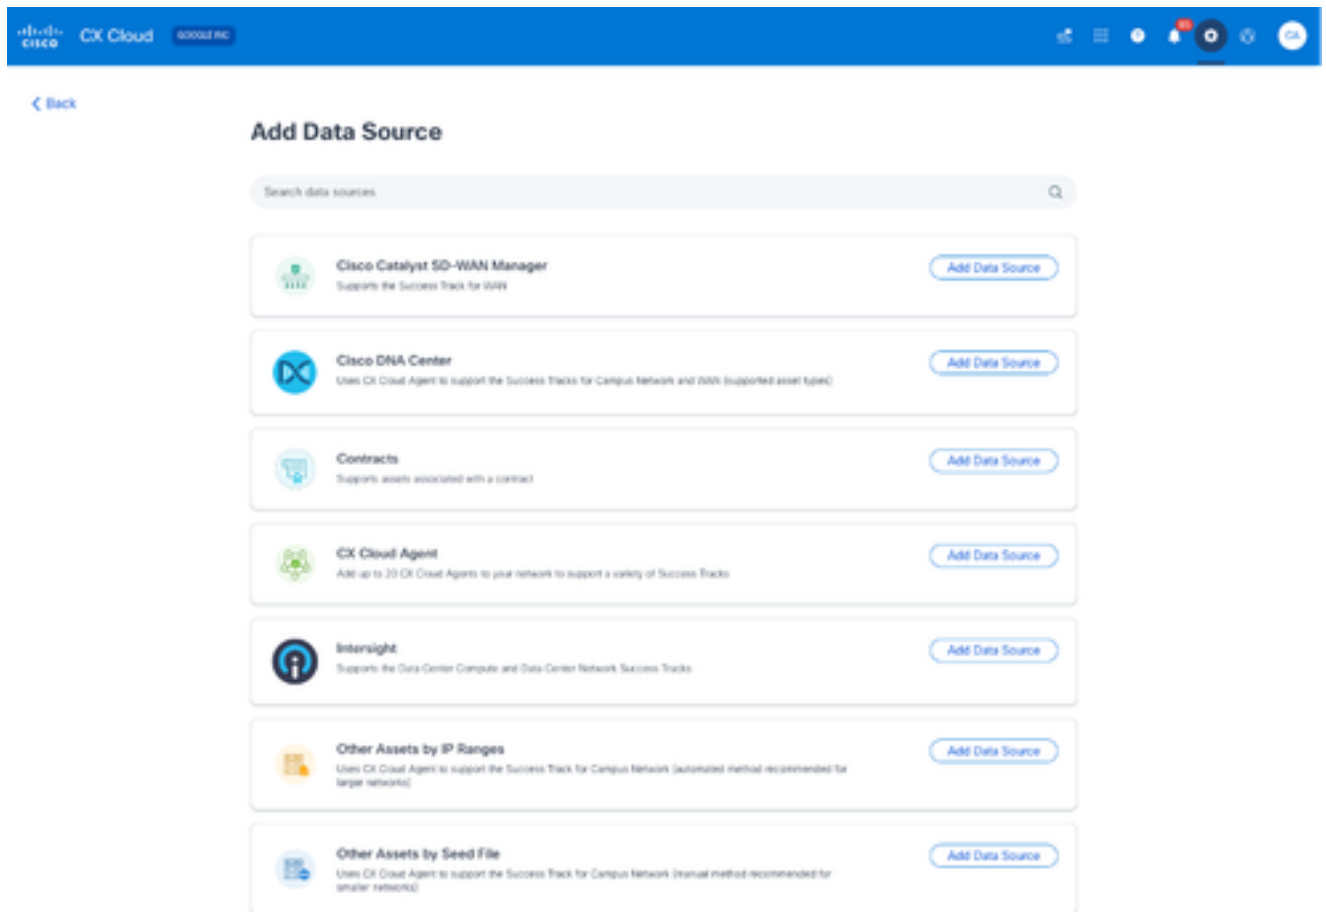 CISCO
CX Cloud
GOOGLE INC
95
CA
Back
Add Data Source
Search data sources
Cisco Catalyst SD-WAN Manager
Add Data Source
Supports the Success Track for WAN
Cisco DNA Center
Add Data Source
Uses CX Cloud Agent to support the Success Tracks for Campus Network and WAN (supported asset types)
Contracts
Add Data Source
Supports assets associated with a contract
CX Cloud Agent
Add Data Source
Add up to 20 CX Cloud Agents to your network to support a variety of Success Tracks
Intersight
Add Data Source
Supports the Data Center Compute and Data Center Network Success Tracks
Other Assets by IP Ranges
Add Data Source
Uses CX Cloud Agent to support the Success Track for Campus Network (automated method recommended for
larger networks)
Other Assets by Seed File
Add Data Source
Uses CX Cloud Agent to support the Success Track for Campus Network (manual method recommended for
smaller networks)